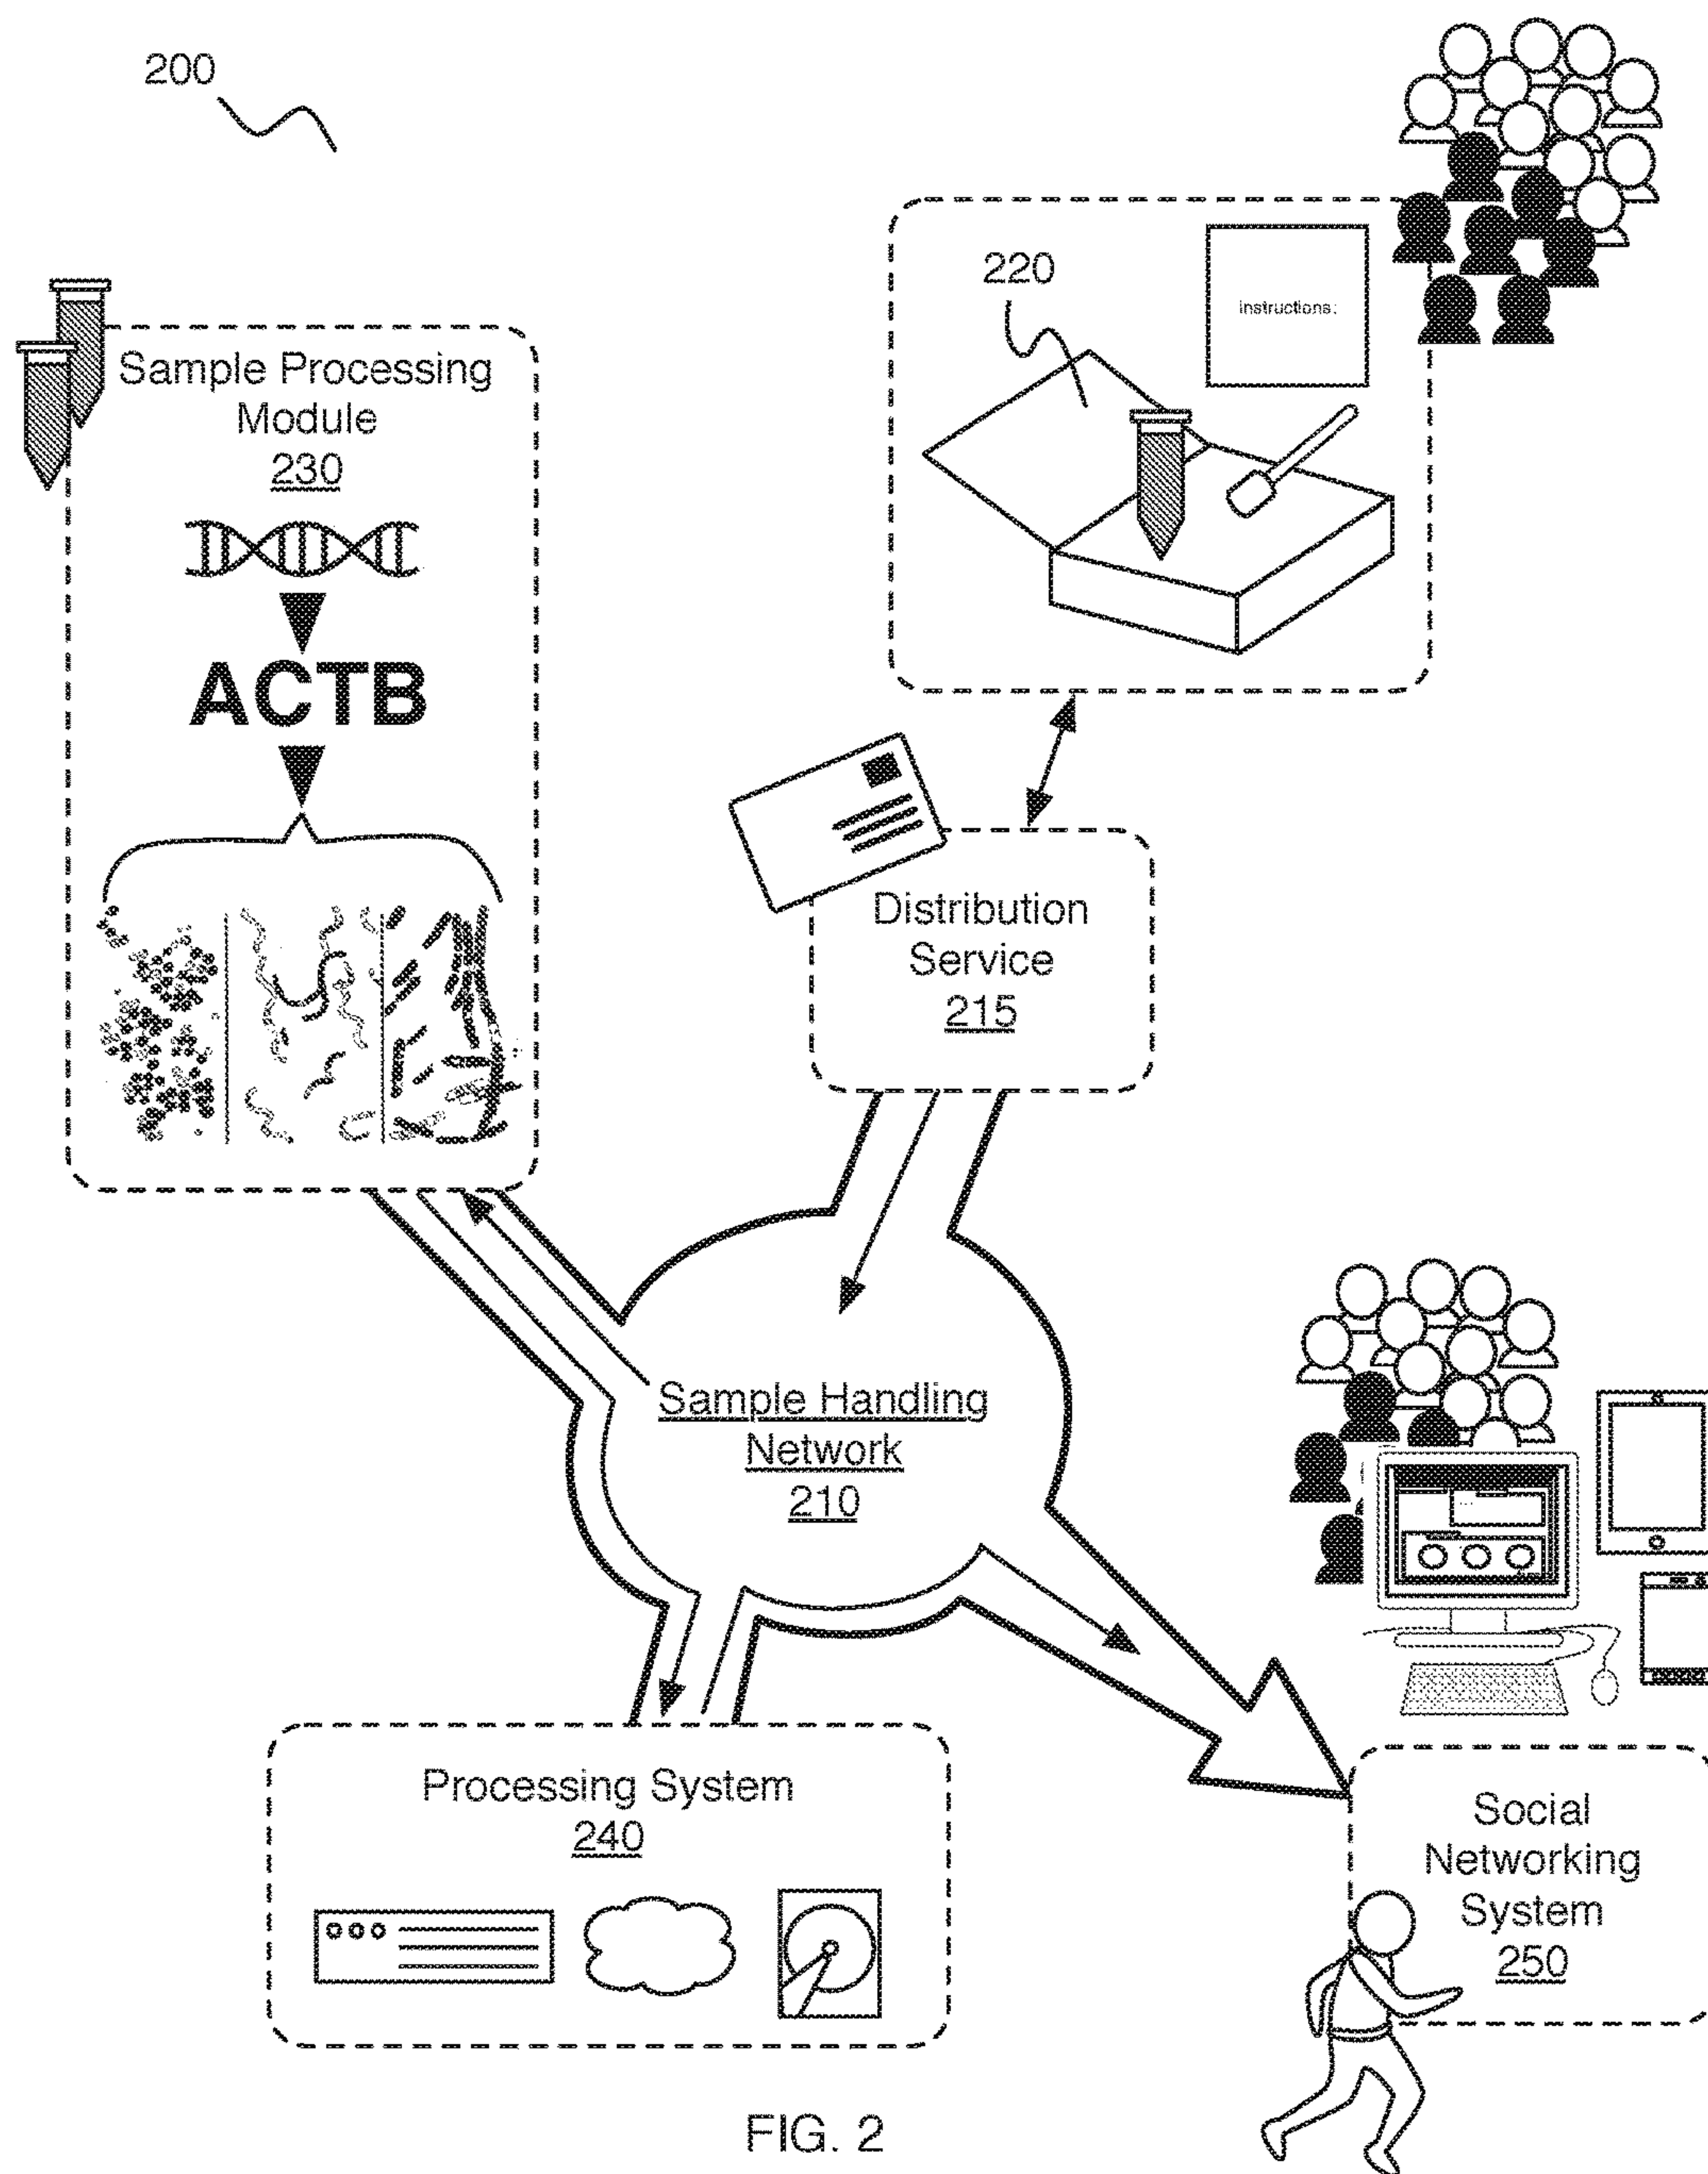 200
220
instructions:
Sample Processing
Module
230
ACTB
Distribution
Service
215
Sample Handling
Network
210
Processing System
240
Social
Networking
System
250
FIG. 2